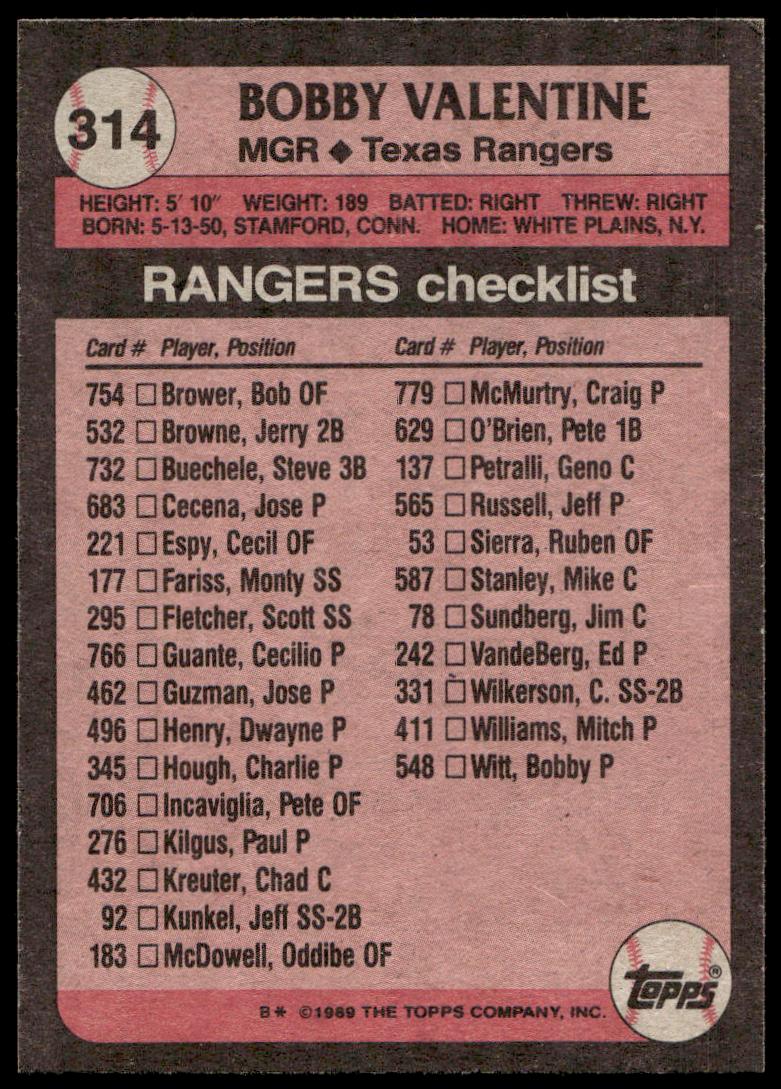 314
BOBBY VALENTINE
MGR ◆ Texas Rangers
HEIGHT: 5' 10" WEIGHT: 189 BATTED: RIGHT THREW: RIGHT
BORN: 5-13-50, STAMFORD, CONN. HOME: WHITE PLAINS, N.Y.
RANGERS checklist
Card # Player, Position
754 □ Brower, Bob OF
532 □ Browne, Jerry 2B
732 □ Buechele, Steve 3B
683 □ Cecena, Jose P
221 □ Espy, Cecil OF
177 □ Fariss, Monty SS
295 □ Fletcher, Scott SS
766 □ Guante, Cecilio P
462 □ Guzman, Jose P
496 □ Henry, Dwayne P
345 □ Hough, Charlie P
706 □ Incaviglia, Pete OF
276 □ Kilgus, Paul P
432 □ Kreuter, Chad C
92 □ Kunkel, Jeff SS-2B
183 □ McDowell, Oddibe OF
Card # Player, Position
779 □ McMurtry, Craig P
629 □ O'Brien, Pete 1B
137 □ Petralli, Geno C
565 □ Russell, Jeff P
53 □ Sierra, Ruben OF
587 □ Stanley, Mike C
78 □ Sundberg, Jim C
242 □ VandeBerg, Ed P
331 □ Wilkerson, C. SS-2B
411 □ Williams, Mitch P
548 □ Witt, Bobby P
B* ©1989 THE TOPPS COMPANY, INC.
topps®